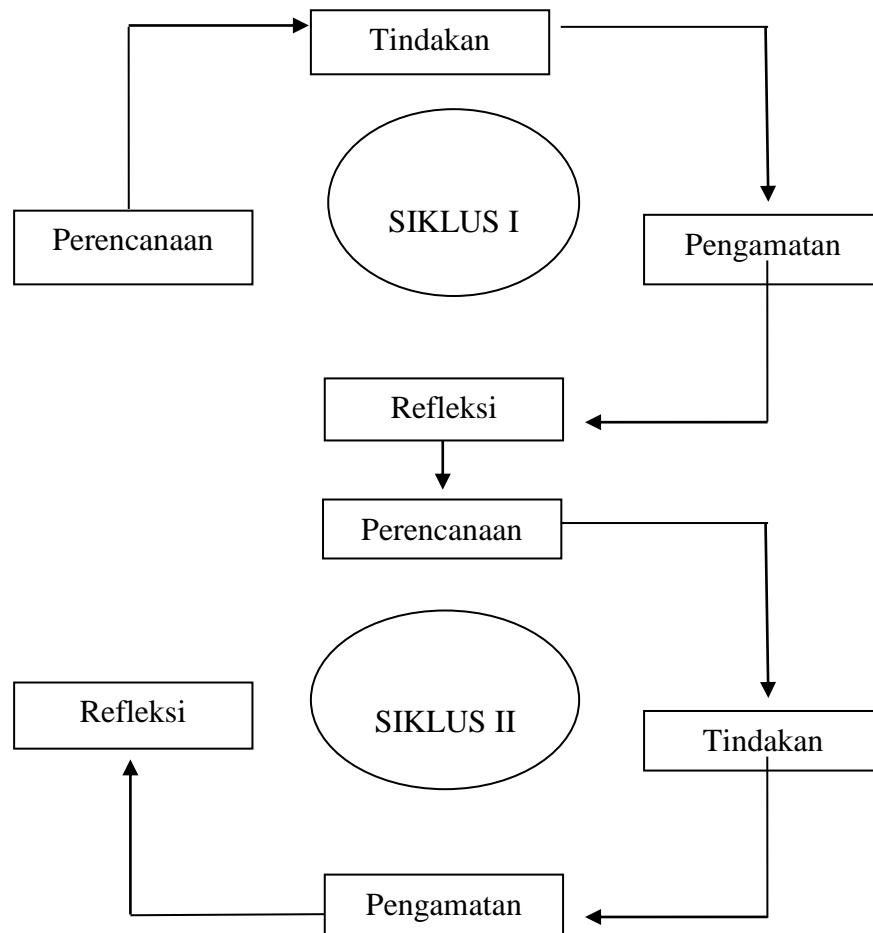 Tindakan
Perencanaan
SIKLUS I
Pengamatan
Refleksi
Perencanaan
Refleksi
SIKLUS II
Tindakan
Pengamatan